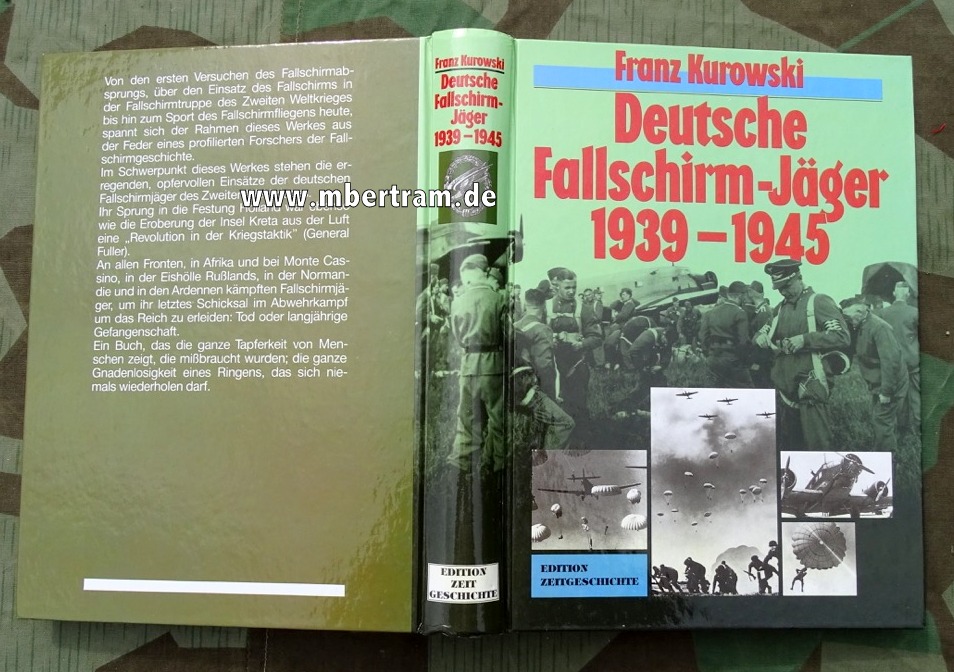 Von den ersten Versuchen des Fallschirmab-
sprungs, über den Einsatz des Fallschirms in
der Fallschirmtruppe des Zweiten Weltkrieges
bis hin zum Sport des Fallschirmfliegens heute,
spannt sich der Rahmen dieses Werkes aus
der Feder eines profilierten Forschers der Fall-
schirmgeschichte.
Im Schwerpunkt dieses Werkes stehen die er-
regenden, opfervollen Einsätze der deutschen
Fallschirmjäger des Zweiten
Ihr Sprung in die Festung Holland war ebenso
wie die Eroberung der Insel Kreta aus der Luft
eine „Revolution in der Kriegstaktik" (General
Fuller).
An allen Fronten, in Afrika und bei Monte Cas-
sino, in der Eishölle Rußlands, in der Norman-
die und in den Ardennen kämpften Fallschirmjä-
ger, um ihr letztes Schicksal im Abwehrkampf
um das Reich zu erleiden: Tod oder langjährige
Gefangenschaft.
Ein Buch, das die ganze Tapferkeit von Men-
schen zeigt, die mißbraucht wurden; die ganze
Gnadenlosigkeit eines Ringens, das sich nie-
mals wiederholen darf.
www.mbertram.de
Franz Kurowski
Deutsche
Fallschirm-
Jäger
1939-1945
EDITION
ZEIT
GESCHICHTE
Franz Kurowski
Deutsche
Fallschirm-Jäger
1939-1945
EDITION
ZEITGESCHICHTE